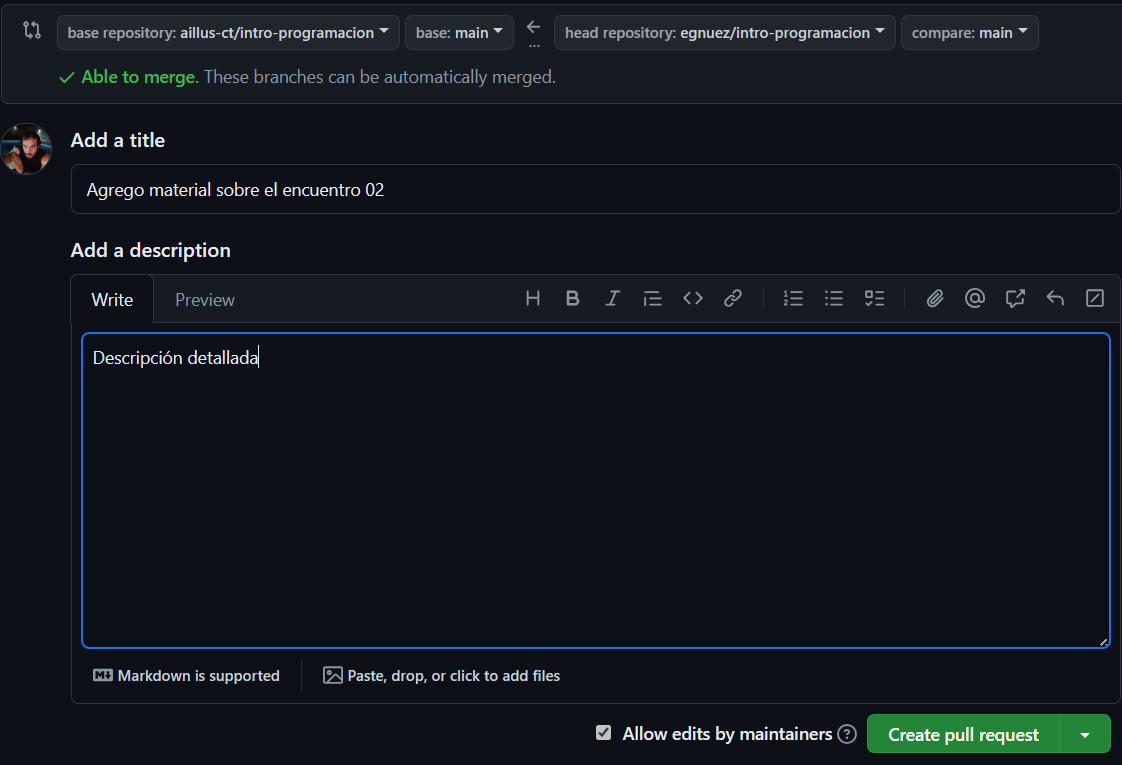 base repository: aillus-ct/intro-programacion base: main ... head repository: egnuez/intro-programacion compare: main
Able to merge. These branches can be automatically merged.
Add a title
Agrego material sobre el encuentro 02
Add a description
Write Preview
Descripción detallada
Markdown is supported Paste, drop, or click to add files
Allow edits by maintainers Create pull request